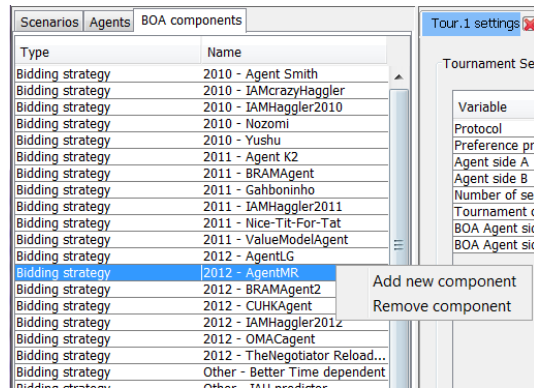 Scenarios Agents BOA components
Type Name
Bidding strategy 2010 - Agent Smith
Bidding strategy 2010 - IAMcrazyHaggler
Bidding strategy 2010 - IAMHaggler2010
Bidding strategy 2010 - Nozomi
Bidding strategy 2010 - Yushu
Bidding strategy 2011 - Agent K2
Bidding strategy 2011 - BRAMAgent
Bidding strategy 2011 - Gahboninho
Bidding strategy 2011 - IAMHaggler2011
Bidding strategy 2011 - Nice-Tit-For-Tat
Bidding strategy 2011 - ValueModelAgent
Bidding strategy 2012 - AgentLG
Bidding strategy 2012 - AgentMR
Bidding strategy 2012 - BRAMAgent2
Bidding strategy 2012 - CUHKAgent
Bidding strategy 2012 - IAMHaggler2012
Bidding strategy 2012 - OMACagent
Bidding strategy 2012 - TheNegotiator Reload...
Bidding strategy Other - Better Time dependent
Bidding strategy Other - IAH predictor
Add new component
Remove component
Tour.1 settings
Tournament Se
Variable
Protocol
Preference pr
Agent side A
Agent side B
Number of se
Tournament
BOA Agent sid
BOA Agent sid